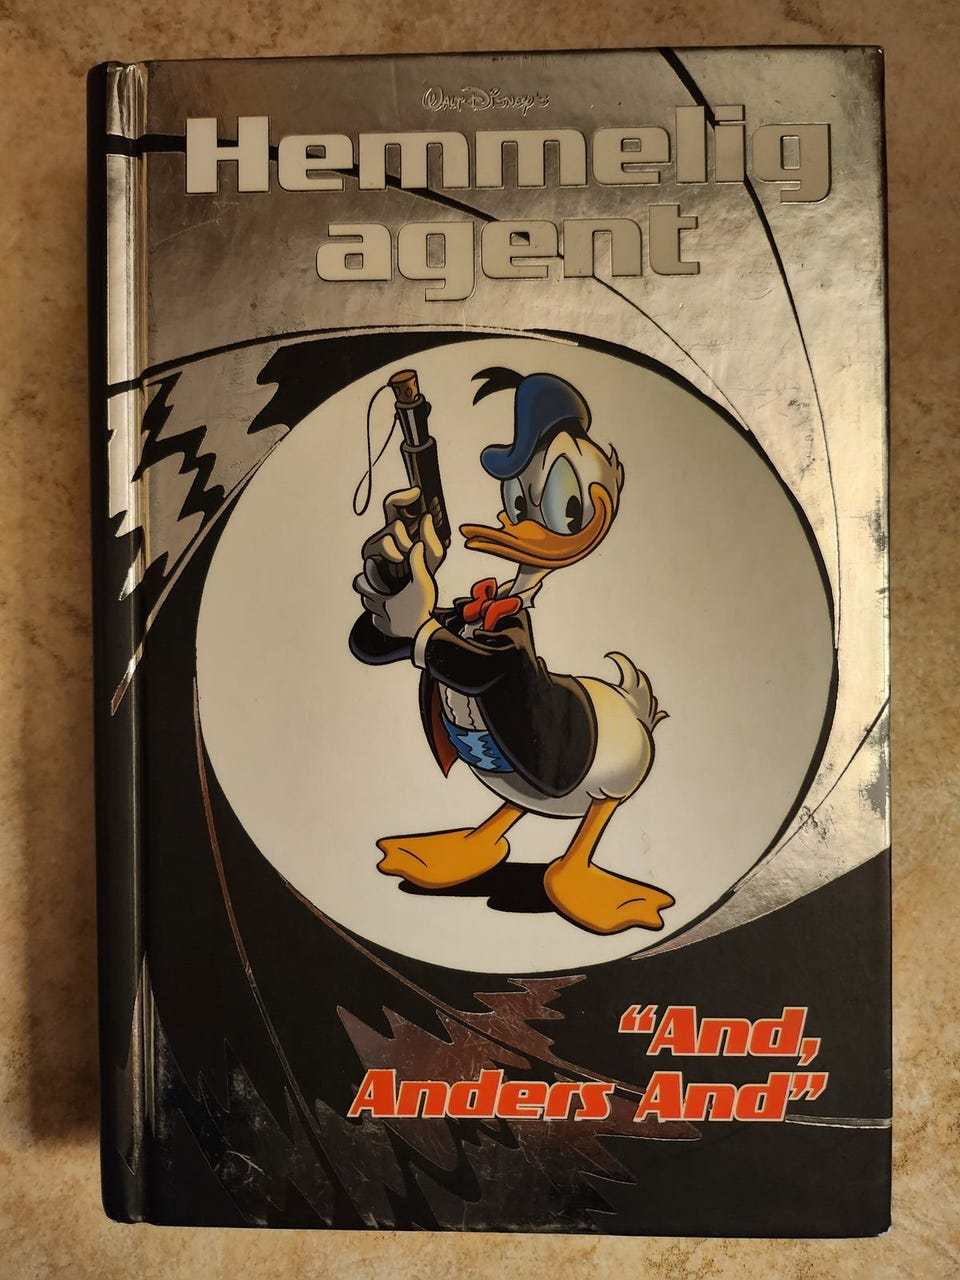 Walt Disney's
Hemmelig
agent
"And,
Anders And"